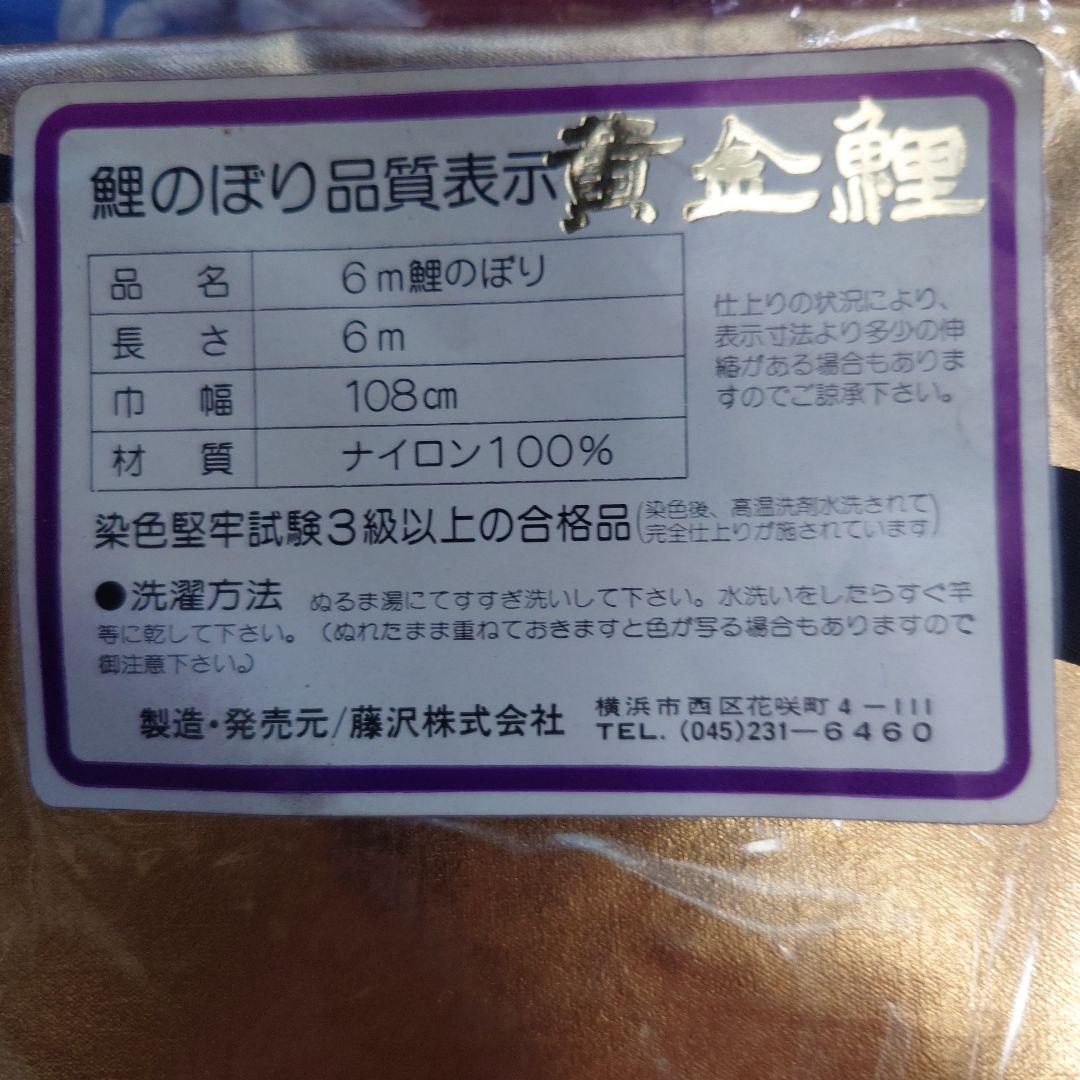 鯉のぼり品質表示 黄金鯉
品名 6m鯉のぼり
長さ 6m
巾幅 108㎝
材質 ナイロン100%
仕上りの状況により、
表示寸法より多少の伸
縮がある場合もありま
すのでご諒承下さい。
染色堅牢試験3級以上の合格品(染色後、高温洗剤水洗されて
完全仕上りが施されています)
●洗濯方法 ぬるま湯にてすすぎ洗いして下さい。水洗いをしたらすぐ竿
等に乾して下さい。(ぬれたまま重ねておきますと色が写る場合もありますので
御注意下さい。)
製造・発売元/藤沢株式会社
横浜市西区花咲町4-111
TEL. (045)231-6460